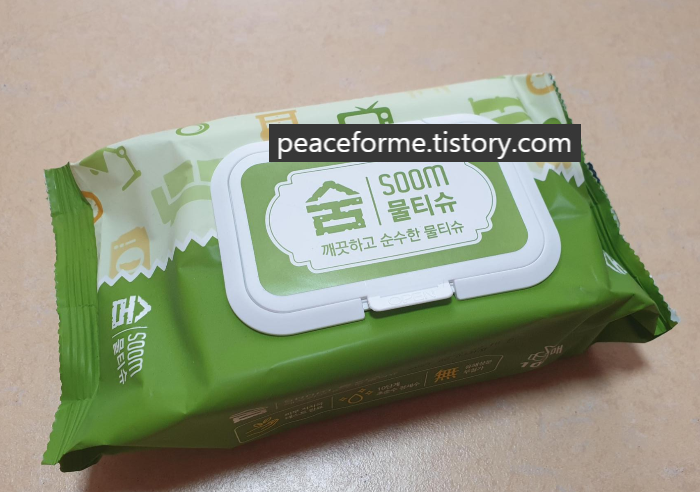 peaceforme.tistory.com
숨
soom
물티슈
깨끗하고 순수한 물티슈
숨
soom
물티슈
無